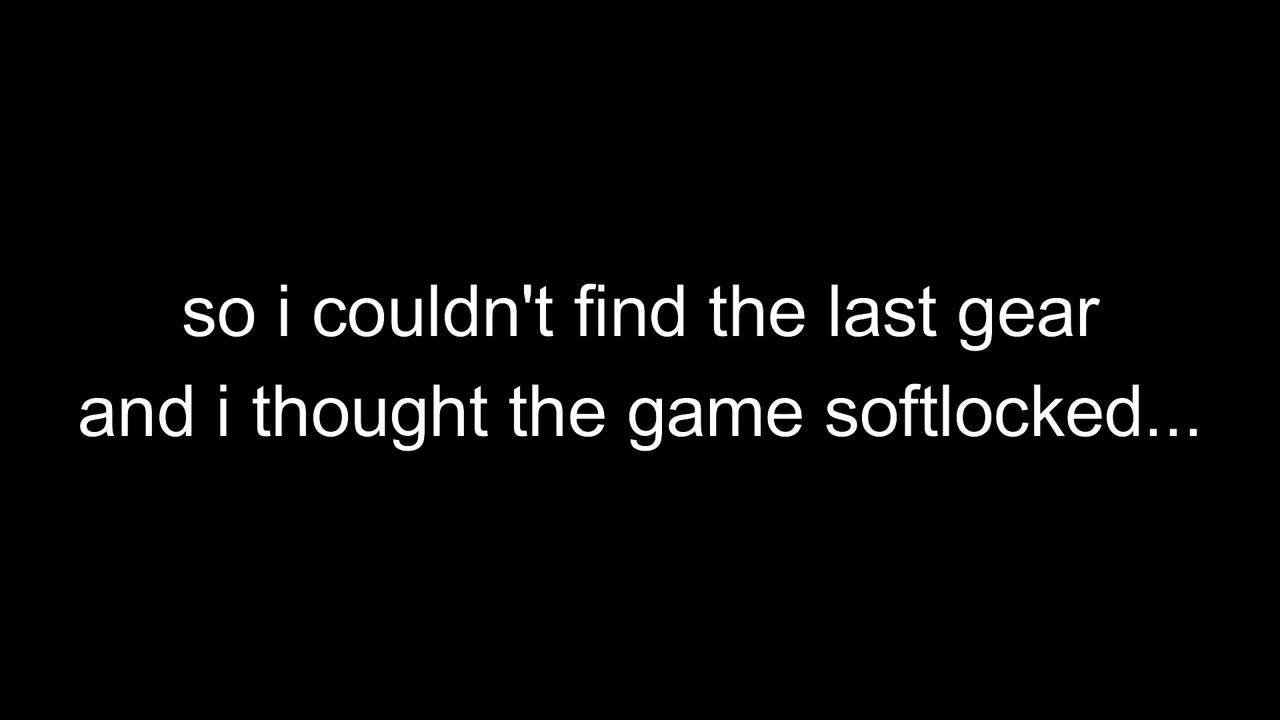 so i couldn't find the last gear
and i thought the game softlocked...